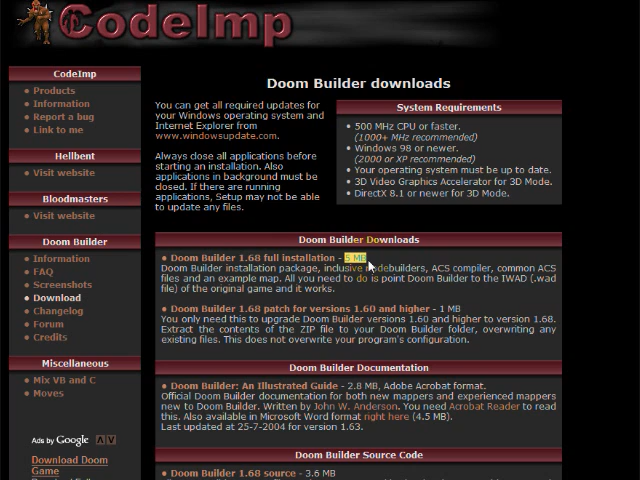 CodeImp
CodeImp
Products
Information
Report a bug
Link to me
Hellbent
Visit website
Bloodmasters
Visit website
Doom Builder
Information
FAQ
Screenshots
Download
Changelog
Forum
Credits
Miscellaneous
Mix VB and C
Moves
Ads by Google
Download Doom
Game
Doom Builder downloads
You can get all required updates for
your Windows operating system and
Internet Explorer from
www.windowsupdate.com.
Always close all applications before
starting an installation. Also
applications in background must be
closed. If there are running
applications, Setup may not be able
to update any files.
System Requirements
500 MHz CPU or faster.
(1000+ MHz recommended)
Windows 98 or newer.
(2000 or XP recommended)
Your operating system must be up to date.
3D Video Graphics Accelerator for 3D Mode.
DirectX 8.1 or newer for 3D Mode.
Doom Builder Downloads
Doom Builder 1.68 full installation - 5 MB
Doom Builder installation package, inclusive nodebuilders, ACS compiler, common ACS
files and an example map. All you need to do is point Doom Builder to the IWAD (.wad
file) of the original game and it works.
Doom Builder 1.68 patch for versions 1.60 and higher - 1 MB
You only need this to upgrade Doom Builder versions 1.60 and higher to version 1.68.
Extract the contents of the ZIP file to your Doom Builder folder, overwriting any
existing files. This does not overwrite your program's configuration.
Doom Builder Documentation
Doom Builder: An Illustrated Guide - 2.8 MB, Adobe Acrobat format.
Official Doom Builder documentation for both new mappers and experienced mappers
new to Doom Builder. Written by John W. Anderson. You need Acrobat Reader to read
this. Also available in Microsoft Word format right here (4.5 MB).
Last updated at 25-7-2004 for version 1.63.
Doom Builder Source Code
Doom Builder 1.68 source - 3.6 MB